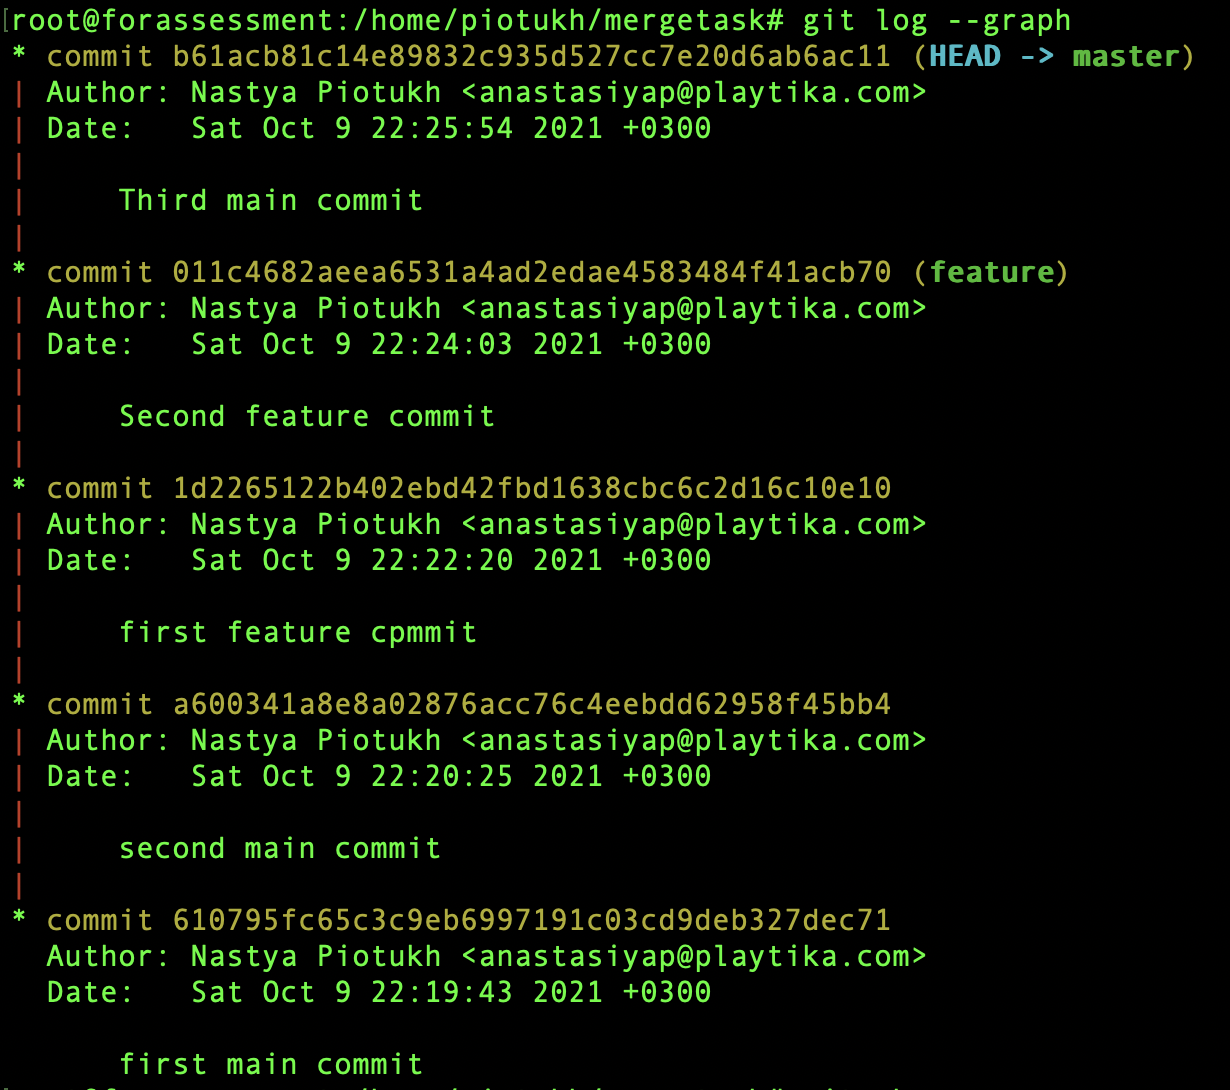 [root@forassessment:/home/piotukh/mergetask# git log --graph
* commit b61acb81c14e89832c935d527cc7e20d6ab6ac11 (HEAD -> master)
| Author: Nastya Piotukh <anastasiyap@playtika.com>
| Date:   Sat Oct 9 22:25:54 2021 +0300
|
|     Third main commit
|
* commit 011c4682aeea6531a4ad2edae4583484f41acb70 (feature)
| Author: Nastya Piotukh <anastasiyap@playtika.com>
| Date:   Sat Oct 9 22:24:03 2021 +0300
|
|     Second feature commit
|
* commit 1d2265122b402ebd42fbd1638cbc6c2d16c10e10
| Author: Nastya Piotukh <anastasiyap@playtika.com>
| Date:   Sat Oct 9 22:22:20 2021 +0300
|
|     first feature cpmmit
|
* commit a600341a8e8a02876acc76c4eebdd62958f45bb4
| Author: Nastya Piotukh <anastasiyap@playtika.com>
| Date:   Sat Oct 9 22:20:25 2021 +0300
|
|     second main commit
|
* commit 610795fc65c3c9eb6997191c03cd9deb327dec71
  Author: Nastya Piotukh <anastasiyap@playtika.com>
  Date:   Sat Oct 9 22:19:43 2021 +0300

      first main commit